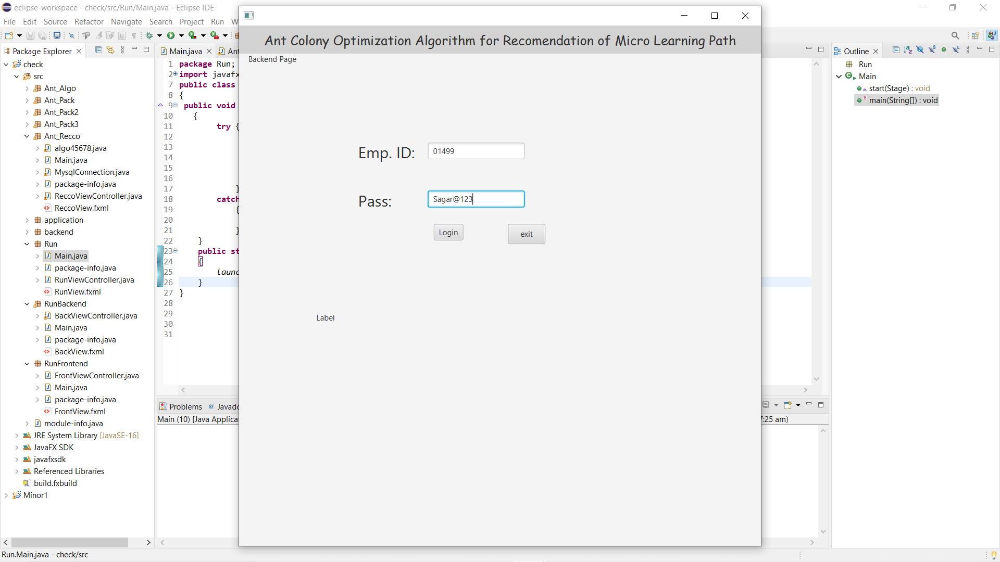 eclipse-workspace - check/src/Run/Main.java - Eclipse IDE
File Edit Source Refactor Navigate Search Project Run W
Package Explorer
check
src
Ant_Algo
Ant_Pack
Ant_Pack2
Ant_Pack3
Ant_Recco
algo45678.java
Main.java
MysqlConnection.java
package-info.java
ReccoViewController.java
ReccoView.fxml
application
backend
Run
Main.java
package-info.java
RunViewController.java
RunView.fxml
RunBackend
BackViewController.java
Main.java
package-info.java
BackView.fxml
RunFrontend
FrontViewController.java
Main.java
package-info.java
FrontView.fxml
module-info.java
JRE System Library [JavaSE-16]
JavaFX SDK
javafxsdk
Referenced Libraries
build.fxbuild
Minor1
Run.Main.java - check/src
Main.java Ant
1 package Run;
2 import javafx
7 public class
8 {
9 public void
10 {
11 try {
12
13
14
15
16
17 }
18 catch
19 {
20
21 }
22 }
23 public st
24 {
25 launc
26 }
27 }
28
29
30
31
Problems @ Javado
Main (10) [Java Applicat
7:25 am)
Ant Colony Optimization Algorithm for Recomendation of Micro Learning Path
Backend Page
Emp. ID: 01499
Pass: Sagar@123
Login exit
Label
Outline
Run
Main
start(Stage) : void
main(String[]) : void